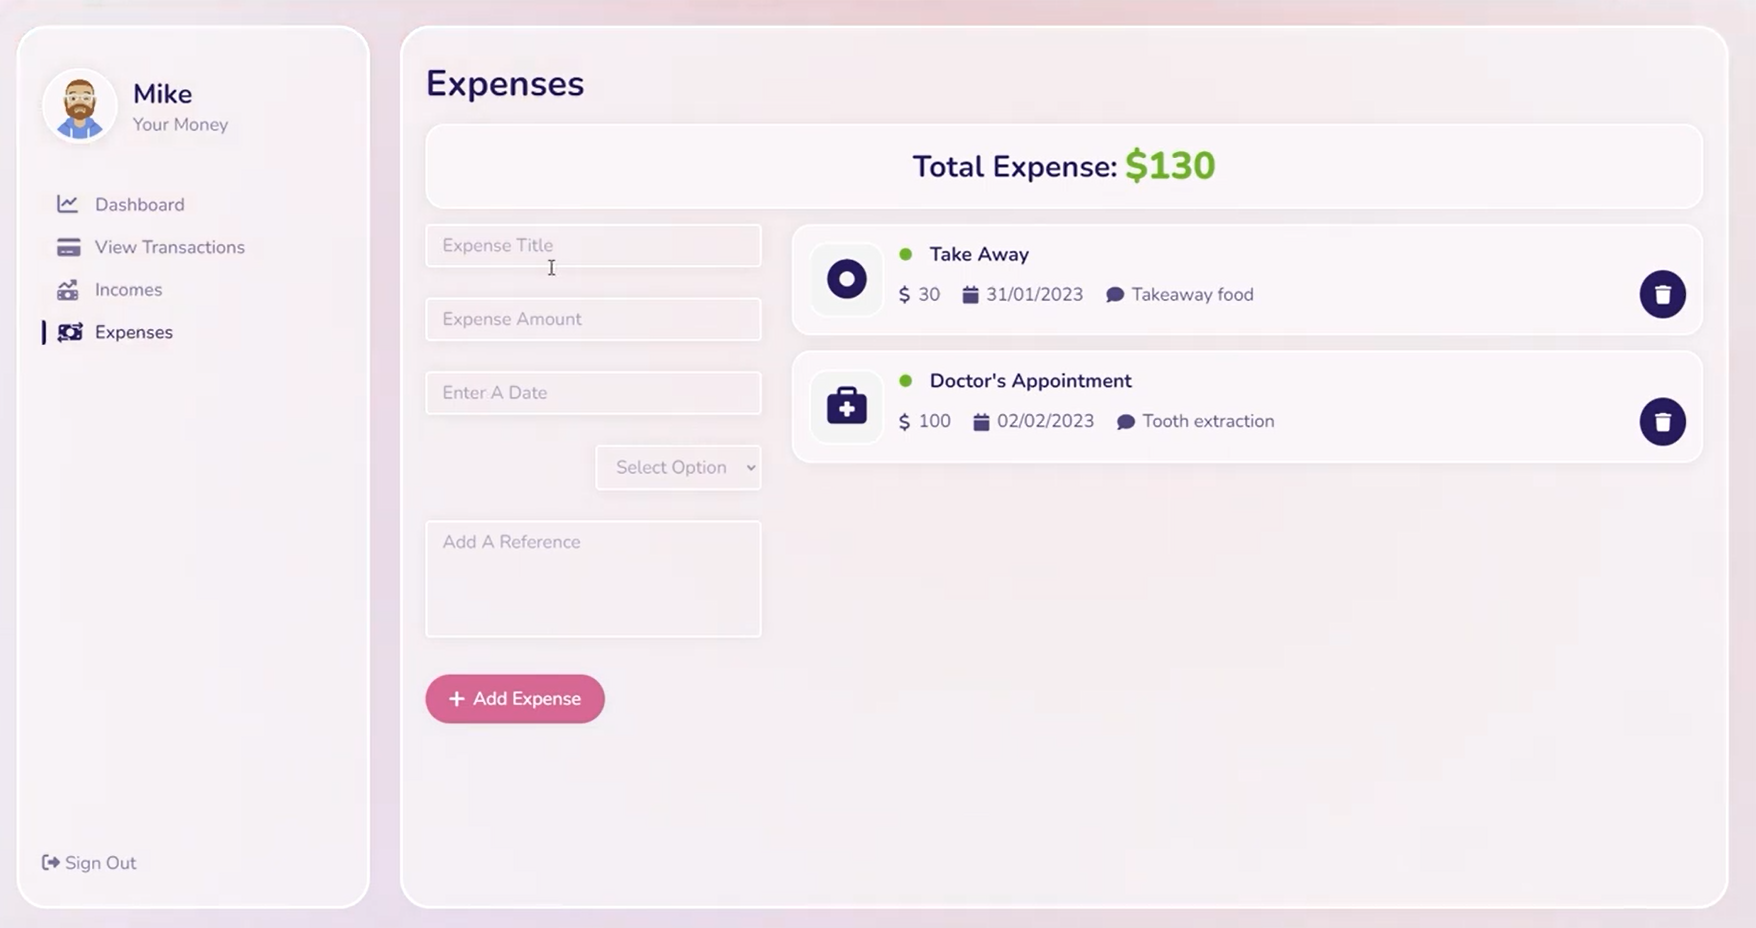 Mike
Your Money
Dashboard
View Transactions
Incomes
Expenses
Sign Out
Expenses
Total Expense: $130
Expense Title
Expense Amount
Enter A Date
Select Option
Add A Reference
+ Add Expense
Take Away
$ 30 31/01/2023 Takeaway food
Doctor's Appointment
$ 100 02/02/2023 Tooth extraction